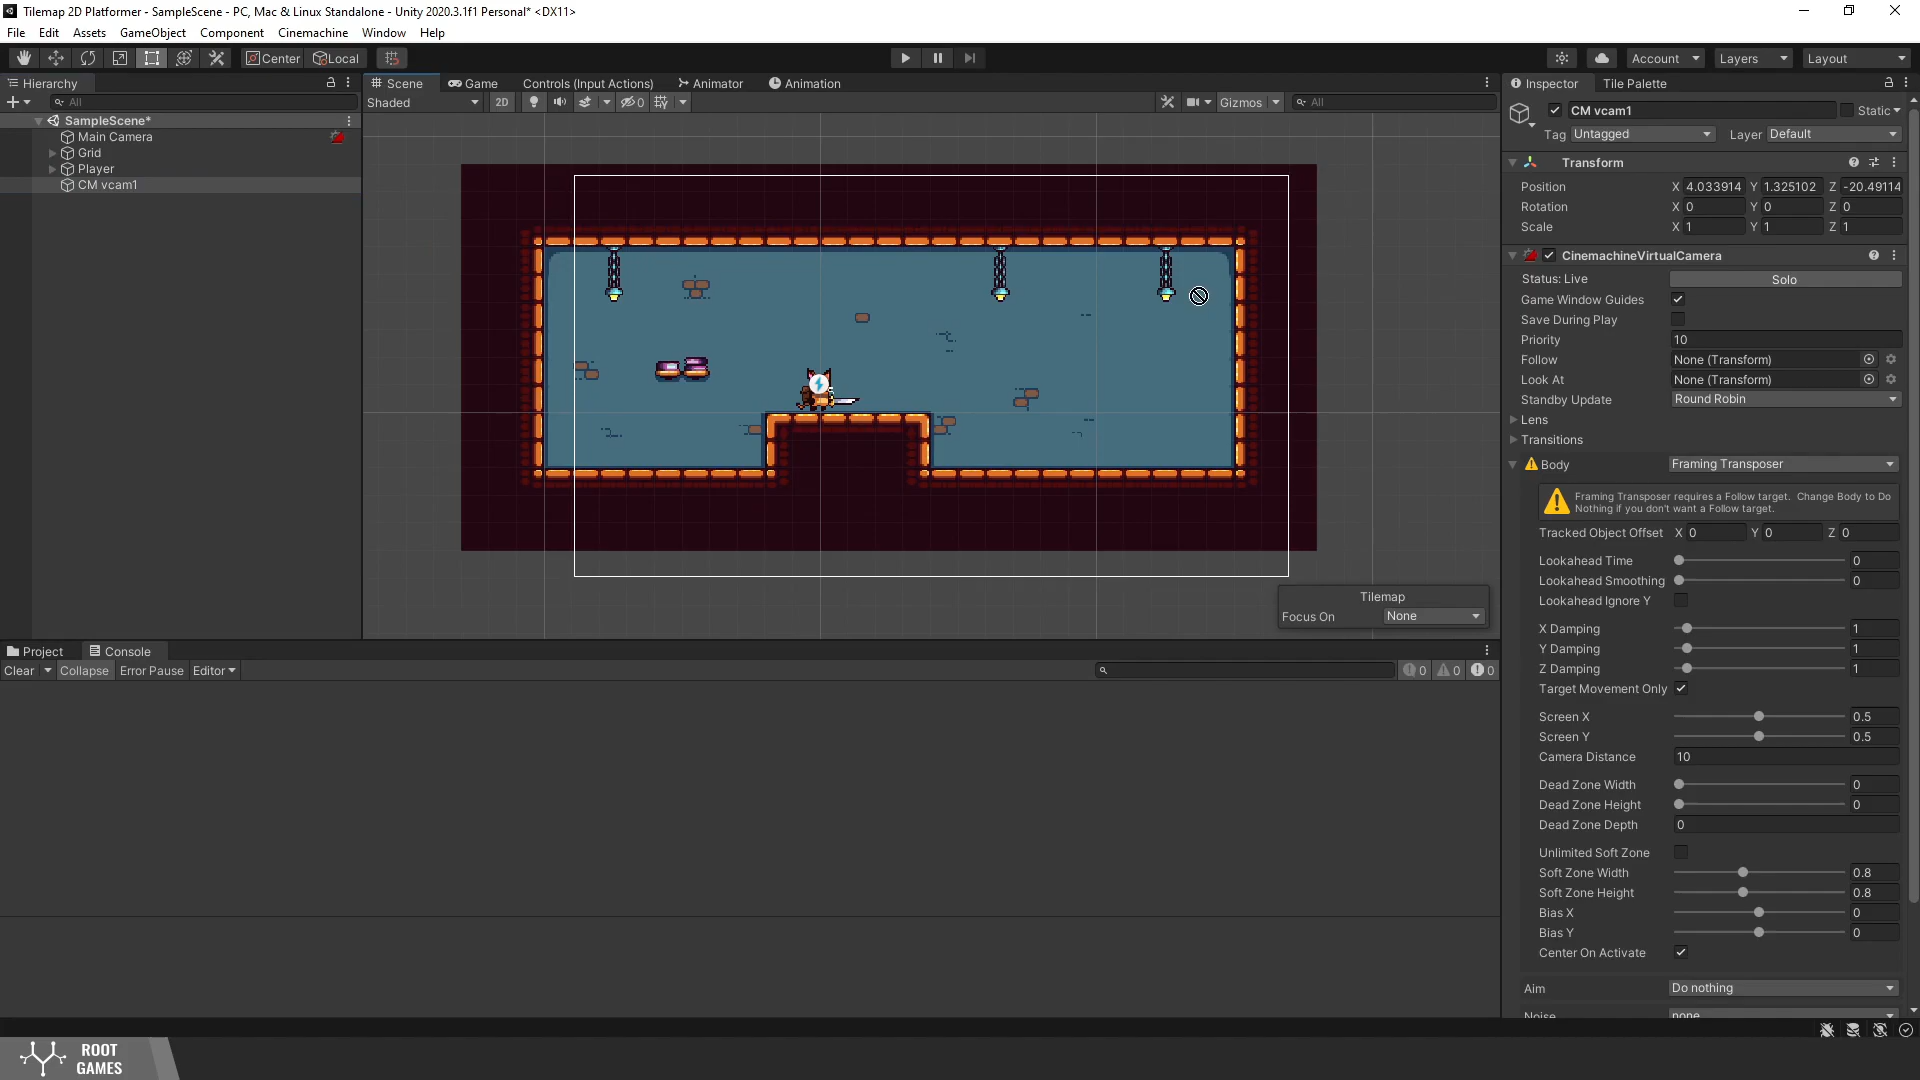 Tilemap 2D Platformer - SampleScene - PC, Mac & Linux Standalone - Unity 2020.3.1f1 Personal* <DX11>
File Edit Assets GameObject Component Cinemachine Window Help
Center Local
Account Layers Layout
Hierarchy
All
SampleScene*
Main Camera
Grid
Player
CM vcam1
Scene Game Controls (Input Actions) Animator Animation
Shaded 2D 0 Gizmos All
Tilemap
Focus On None
Project Console
Clear Collapse Error Pause Editor
0 0 0
Inspector Tile Palette
CM vcam1 Static
Tag Untagged Layer Default
Transform
Position X 4.033914 Y 1.325102 Z -20.49114
Rotation X 0 Y 0 Z 0
Scale X 1 Y 1 Z 1
CinemachineVirtualCamera
Status: Live Solo
Game Window Guides
Save During Play
Priority 10
Follow None (Transform)
Look At None (Transform)
Standby Update Round Robin
Lens
Transitions
Body Framing Transposer
Framing Transposer requires a Follow target. Change Body to Do
Nothing if you don't want a Follow target.
Tracked Object Offset X 0 Y 0 Z 0
Lookahead Time 0
Lookahead Smoothing 0
Lookahead Ignore Y
X Damping 1
Y Damping 1
Z Damping 1
Target Movement Only
Screen X 0.5
Screen Y 0.5
Camera Distance 10
Dead Zone Width 0
Dead Zone Height 0
Dead Zone Depth 0
Unlimited Soft Zone
Soft Zone Width 0.8
Soft Zone Height 0.8
Bias X 0
Bias Y 0
Center On Activate
Aim Do nothing
Noise none
ROOT
GAMES